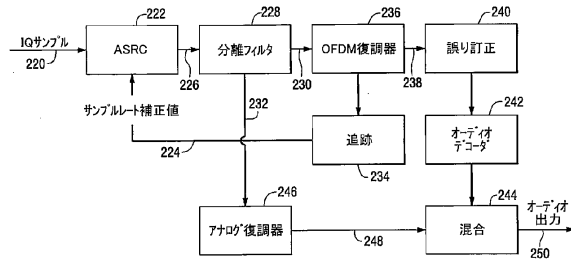 IQサンプル
220
222
ASRC
226
228
分離フィルタ
230
236
OFDM復調器
238
240
誤り訂正
サンプルレート補正値
224
232
追跡
234
242
オーディオ
デコーダ
246
アナログ復調器
248
244
混合
オーディオ
出力
250